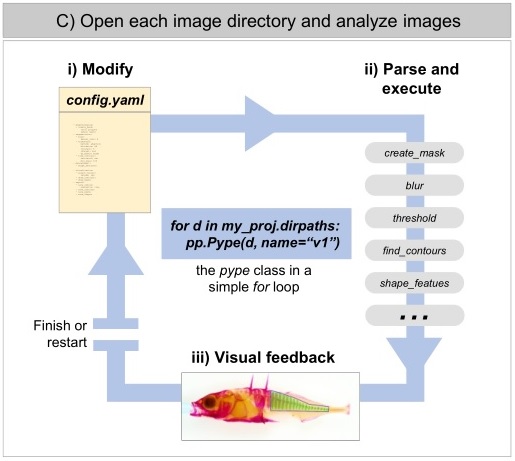 C) Open each image directory and analyze images
i) Modify
config.yaml
ii) Parse and
execute
create_mask
blur
threshold
find_contours
shape_featues
...
for d in my_proj.dirpaths:
pp.Pype(d, name=“v1”)
the pype class in a
simple for loop
Finish or
restart
iii) Visual feedback